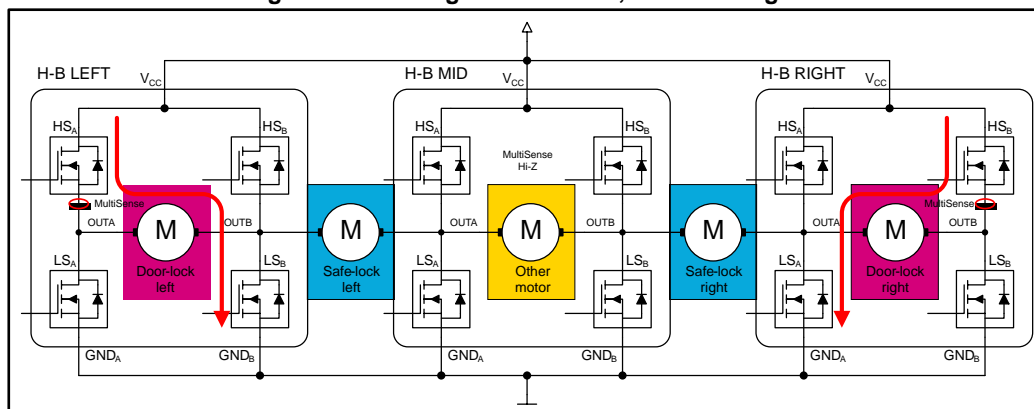 H-B LEFT
VCC
HSA
HSB
MultiSense
OUTA
M
OUTB
Door-lock
left
LSA
LSB
GNDA
GNDB
M
Safe-lock
left
H-B MID
VCC
HSA
HSB
MultiSense
Hi-Z
OUTA
M
OUTB
Other
motor
LSA
LSB
GNDA
GNDB
M
Safe-lock
right
H-B RIGHT
VCC
HSA
HSB
MultiSense
OUTA
M
OUTB
Door-lock
right
LSA
LSB
GNDA
GNDB